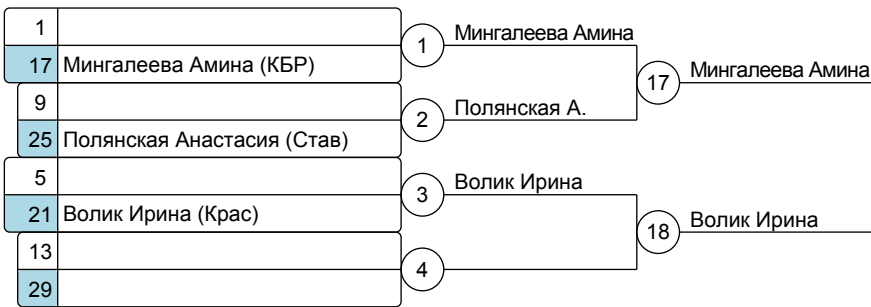 1
17 Мингалеева Амина (КБР)
9
25 Полянская Анастасия (Став)
5
21 Волик Ирина (Крас)
13
29
1 Мингалеева Амина
2 Полянская А.
3 Волик Ирина
4
17 Мингалеева Амина
18 Волик Ирина